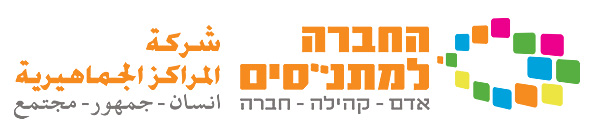 החברה
למתנ"סים
אדם - קהילה - חברה
شركة
المراكز الجماهيرية
انسان - جمهور - مجتمع